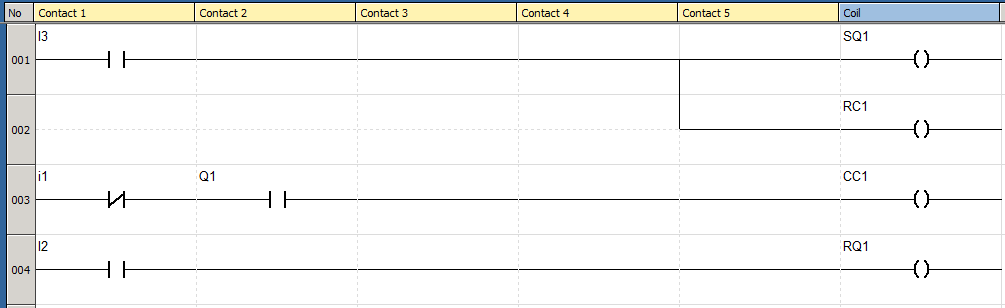 No Contact 1 Contact 2 Contact 3 Contact 4 Contact 5 Coil
I3 SQ1
001
RC1
002
i1 Q1 CC1
003
I2 RQ1
004